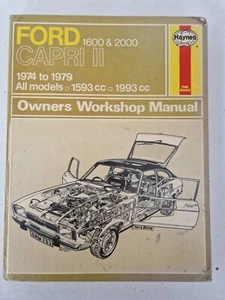 FORD
1600 & 2000
CAPRI II
Haynes
1974 to 1979
All models □ 1593 cc □ 1993 cc
Owners Workshop Manual